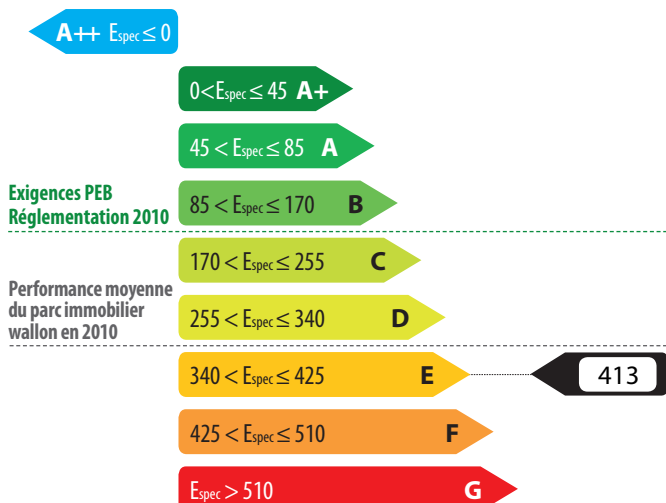 A++ Espec ≤ 0
0 < Espec ≤ 45 A+
45 < Espec ≤ 85 A
Exigences PEB
Réglementation 2010
85 < Espec ≤ 170 B
170 < Espec ≤ 255 C
Performance moyenne
du parc immobilier
wallon en 2010
255 < Espec ≤ 340 D
340 < Espec ≤ 425 E
413
425 < Espec ≤ 510 F
Espec > 510 G